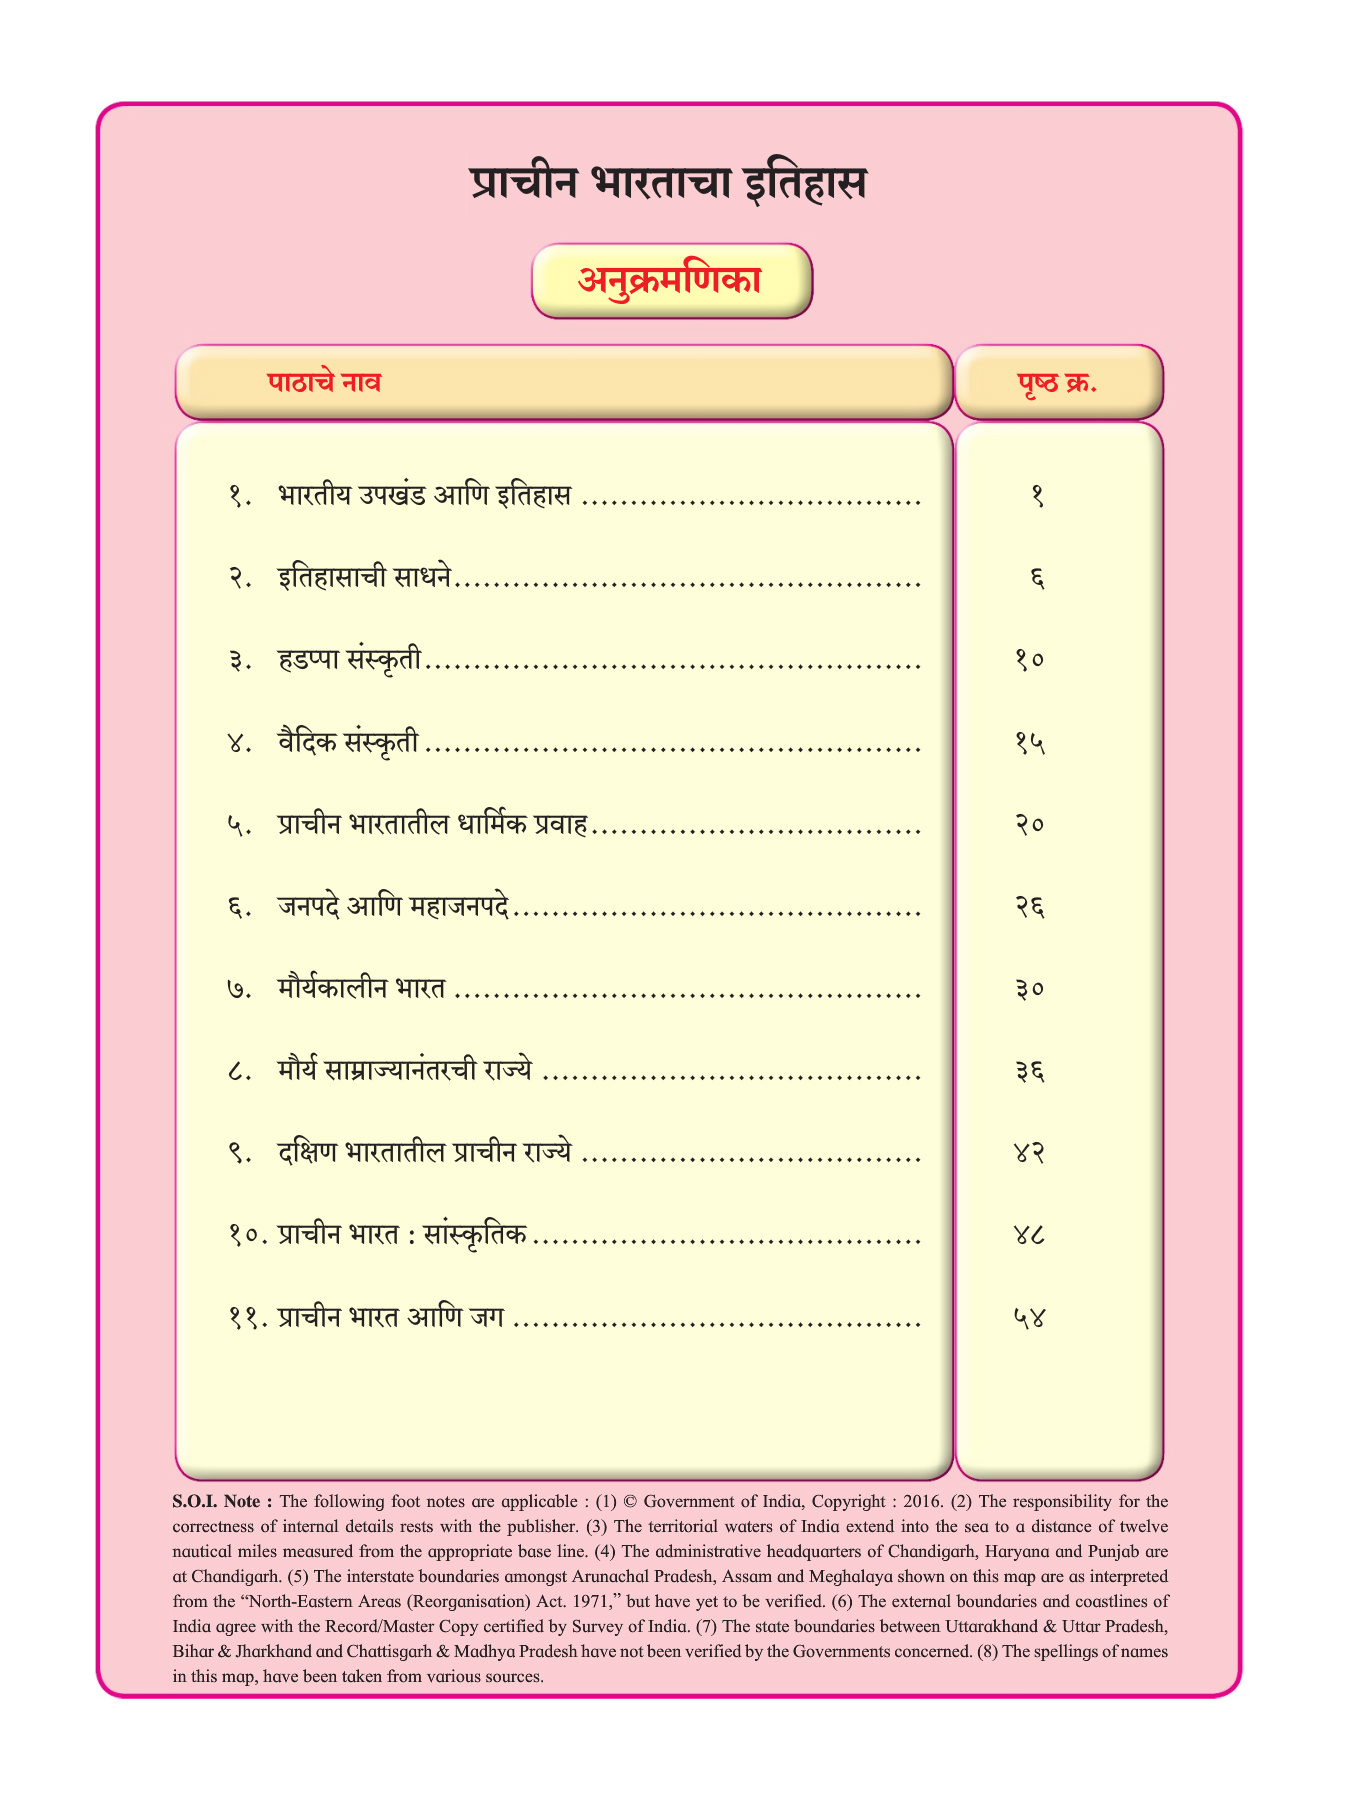 प्राचीन भारताचा इतिहास
अनुक्रमणिका
पाठाचे नाव पृष्ठ क्र.
१. भारतीय उपखंड आणि इतिहास ................................... १
२. इतिहासाची साधने................................................ ६
३. हडप्पा संस्कृती................................................... १०
४. वैदिक संस्कृती ................................................... १५
५. प्राचीन भारतातील धार्मिक प्रवाह.................................. २०
६. जनपदे आणि महाजनपदे.......................................... २६
७. मौर्यकालीन भारत ................................................ ३०
८. मौर्य साम्राज्यानंतरची राज्ये ....................................... ३६
९. दक्षिण भारतातील प्राचीन राज्ये ................................... ४२
१०. प्राचीन भारत : सांस्कृतिक........................................ ४८
११. प्राचीन भारत आणि जग .......................................... ५४
S.O.I. Note : The following foot notes are applicable : (1) © Government of India, Copyright : 2016. (2) The responsibility for the
correctness of internal details rests with the publisher. (3) The territorial waters of India extend into the sea to a distance of twelve
nautical miles measured from the appropriate base line. (4) The administrative headquarters of Chandigarh, Haryana and Punjab are
at Chandigarh. (5) The interstate boundaries amongst Arunachal Pradesh, Assam and Meghalaya shown on this map are as interpreted
from the “North-Eastern Areas (Reorganisation) Act. 1971,” but have yet to be verified. (6) The external boundaries and coastlines of
India agree with the Record/Master Copy certified by Survey of India. (7) The state boundaries between Uttarakhand & Uttar Pradesh,
Bihar & Jharkhand and Chattisgarh & Madhya Pradesh have not been verified by the Governments concerned. (8) The spellings of names
in this map, have been taken from various sources.